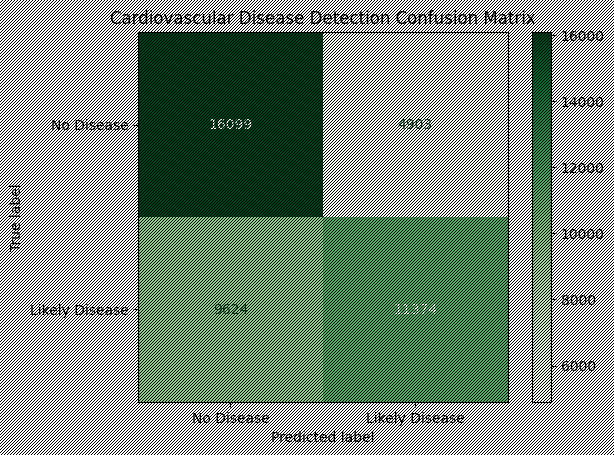 Cardiovascular Disease Detection Confusion Matrix
16000
No Disease
16099
4903
14000
12000
True label
10000
Likely Disease
9624
11374
8000
6000
No Disease
Likely Disease
Predicted label